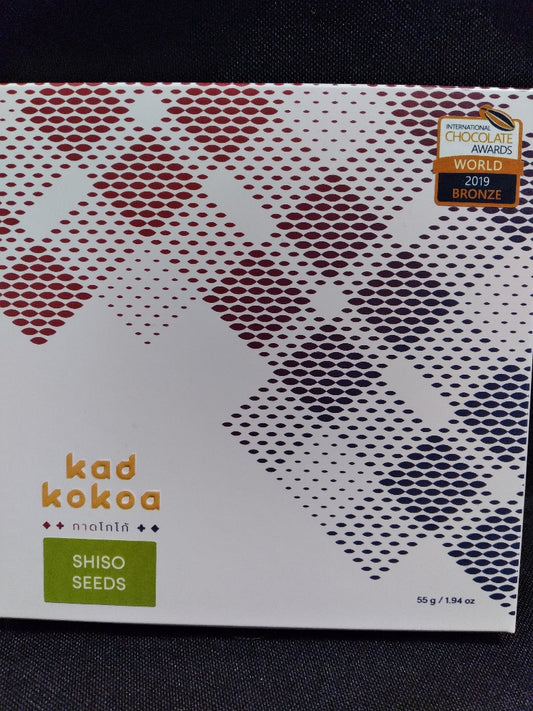 INTERNATIONAL
CHOCOLATE
AWARDS
WORLD
2019
BRONZE
kad
kokoa
กาดโกโก้
SHISO
SEEDS
55 g / 1.94 oz